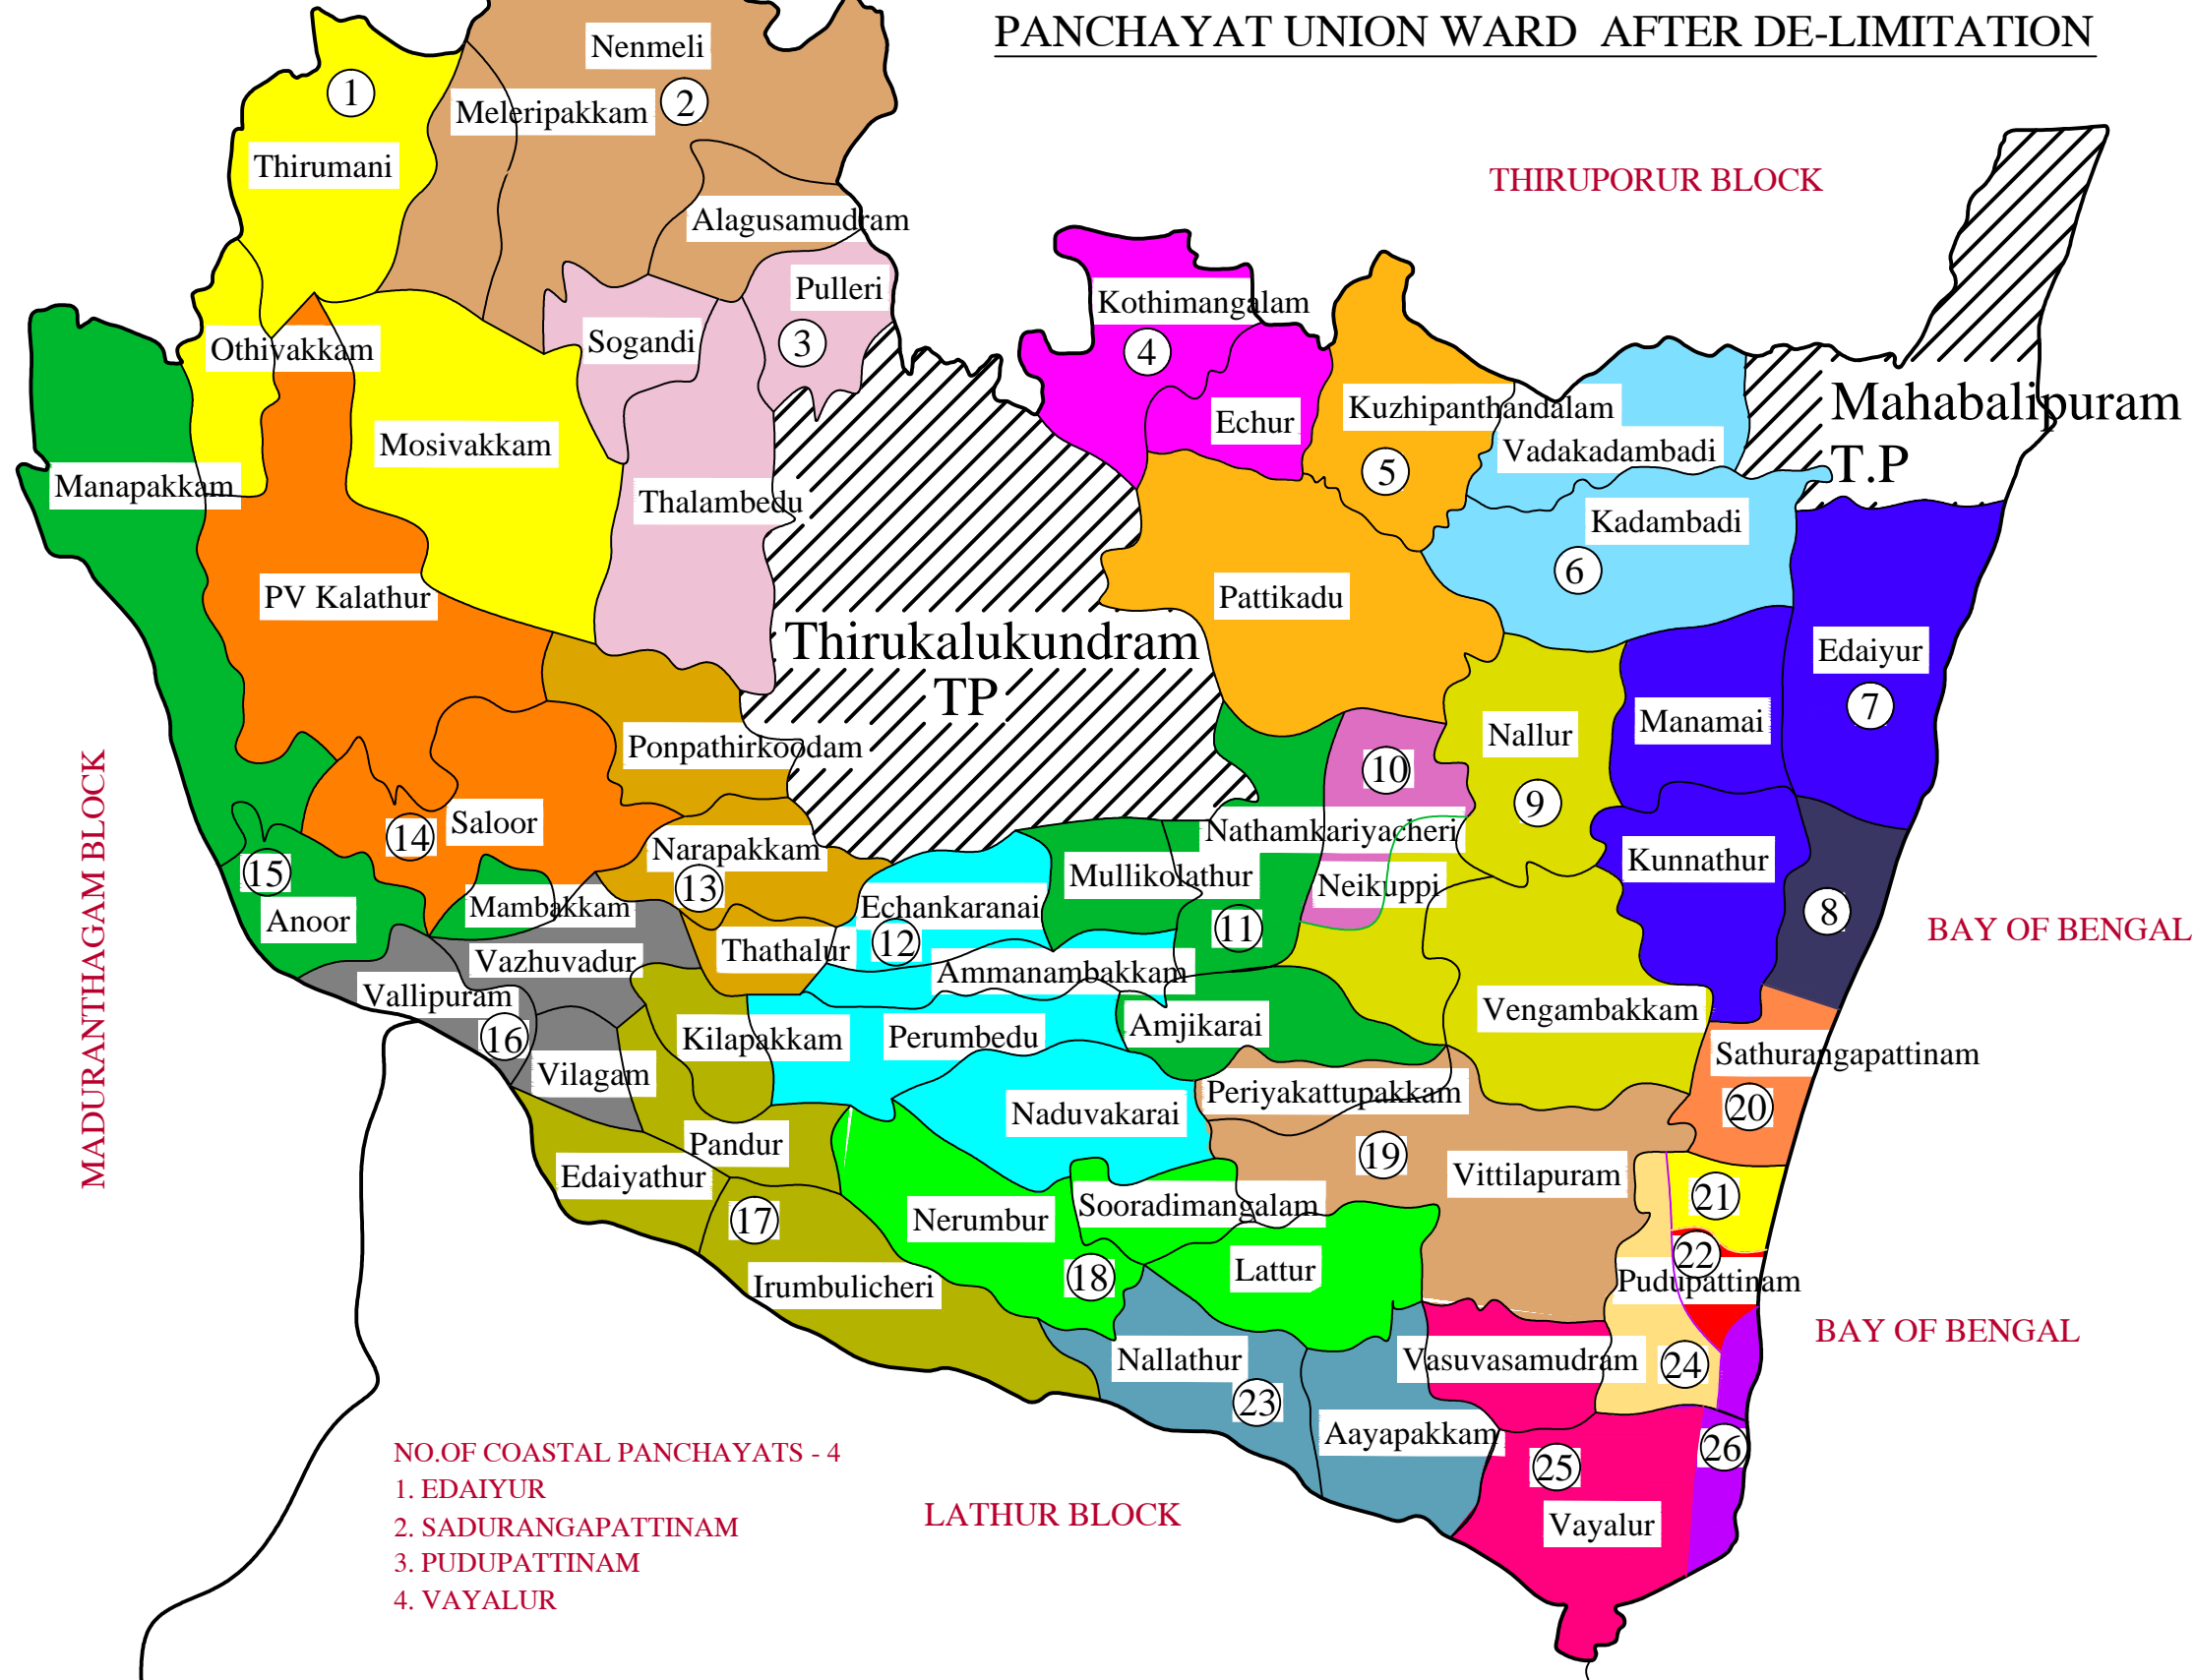 PANCHAYAT UNION WARD AFTER DE-LIMITATION
Nenmeli
1
2
Meleripakkam
Thirumani
THIRUPORUR BLOCK
Alagusamudram
Pulleri
Kothimangalam
Othivakkam
Sogandi
3
4
Mahabalipuram
T.P
Kuzhipanthandalam
Echur
Mosivakkam
Vadakadambadi
5
Manapakkam
Thalambedu
Kadambadi
6
PV Kalathur
Pattikadu
Thirukalukundram
TP
Edaiyur
7
Manamai
Nallur
Ponpathirkoodam
10
9
Saloor
14
Nathamkariyacheri
Narapakkam
Kunnathur
15
Mullikolathur
Neikuppi
13
Mambakkam
Echankaranai
8
Anoor
11
BAY OF BENGAL
12
Thathalur
Vazhuvadur
Ammanambakkam
Vallipuram
Vengambakkam
MADURANTHAGAM BLOCK
16
Kilapakkam
Perumbedu
Amjikarai
Sathurangapattinam
Vilagam
Periyakattupakkam
20
Naduvakarai
Pandur
19
Edaiyathur
Vittilapuram
21
Sooradimangalam
17
Nerumbur
22
Lattur
18
Pudupattinam
Irumbulicheri
BAY OF BENGAL
Nallathur
Vasuvasamudram
24
23
Aayapakkam
26
25
NO.OF COASTAL PANCHAYATS - 4
1. EDAIYUR
2. SADURANGAPATTINAM
3. PUDUPATTINAM
4. VAYALUR
LATHUR BLOCK
Vayalur